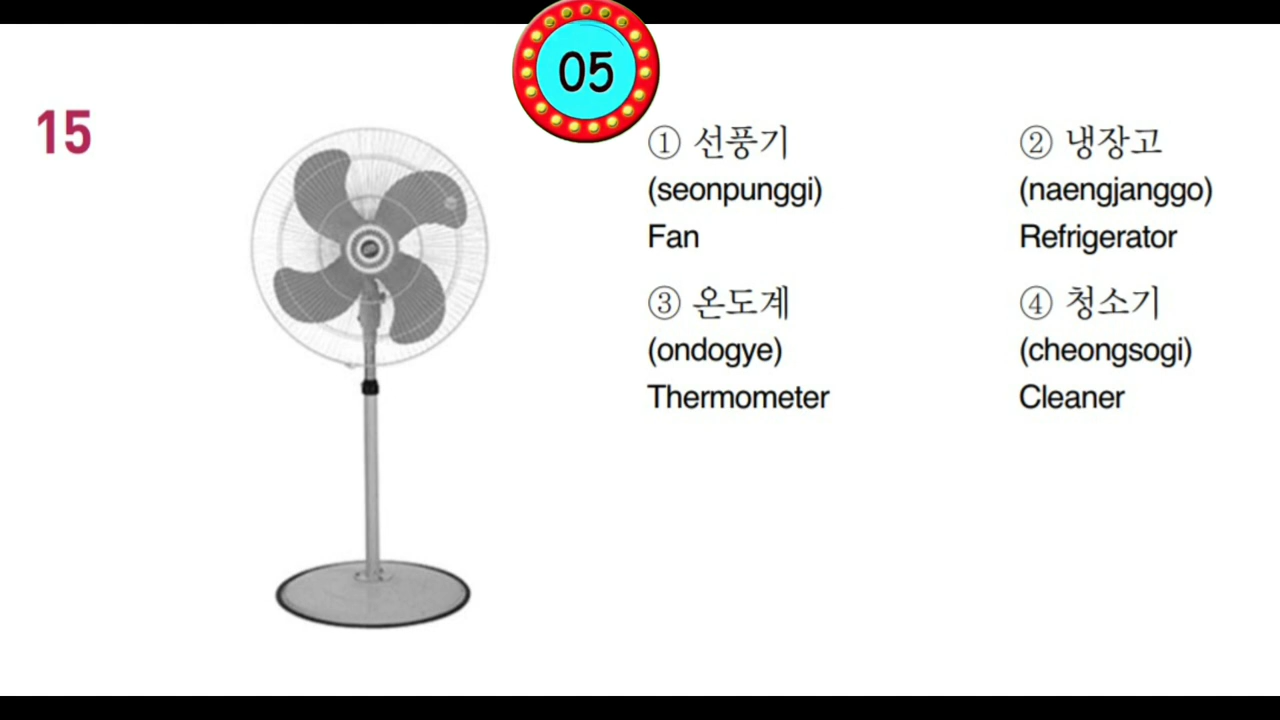 05
15
① 선풍기
(seonpunggi)
Fan
② 냉장고
(naengjanggo)
Refrigerator
③ 온도계
(ondogye)
Thermometer
④ 청소기
(cheongsogi)
Cleaner